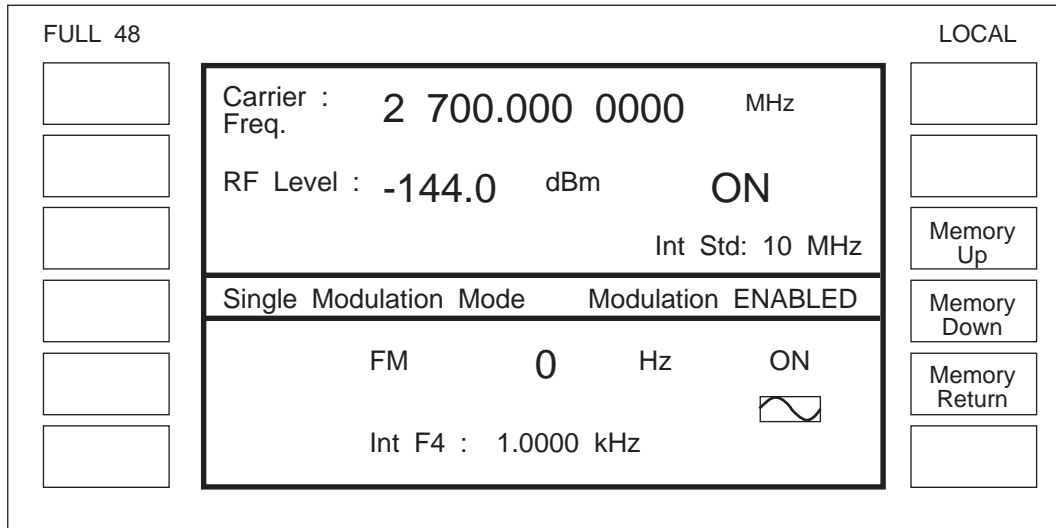 FULL 48
LOCAL
Carrier :
Freq.
2 700.000 0000 MHz
RF Level : -144.0 dBm ON
Int Std: 10 MHz
Single Modulation Mode Modulation ENABLED
FM 0 Hz ON
Int F4 : 1.0000 kHz
Memory
Up
Memory
Down
Memory
Return